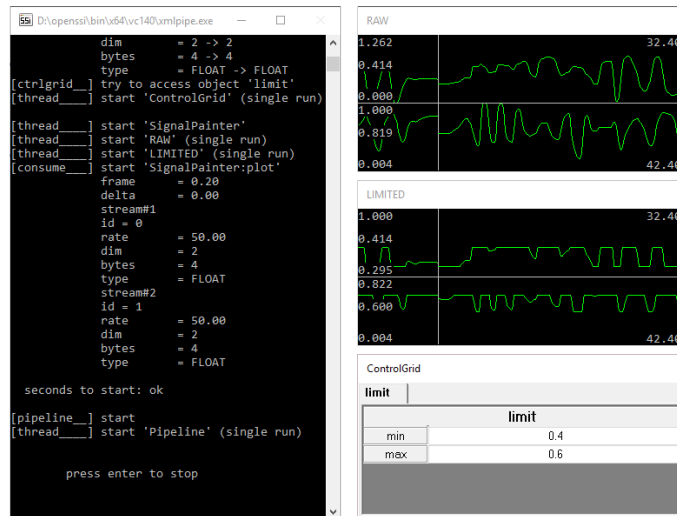 SSI D:\openssi\bin\x64\vc140\xmlpipe.exe
dim = 2 -> 2
bytes = 4 -> 4
type = FLOAT -> FLOAT
[ctrlgrid__] try to access object 'limit'
[thread____] start 'ControlGrid' (single run)
[thread____] start 'SignalPainter'
[thread____] start 'RAW' (single run)
[thread____] start 'LIMITED' (single run)
[consume___] start 'SignalPainter:plot'
frame = 0.20
delta = 0.00
stream#1
id = 0
rate = 50.00
dim = 2
bytes = 4
type = FLOAT
stream#2
id = 1
rate = 50.00
dim = 2
bytes = 4
type = FLOAT
seconds to start: ok
[pipeline__] start
[thread____] start 'Pipeline' (single run)
press enter to stop
RAW
1.262 32.40
0.414
0.000
1.000
0.819
0.004 42.40
LIMITED
1.000 32.40
0.414
0.295
0.822
0.600
0.004 42.40
ControlGrid
limit
limit
min 0.4
max 0.6